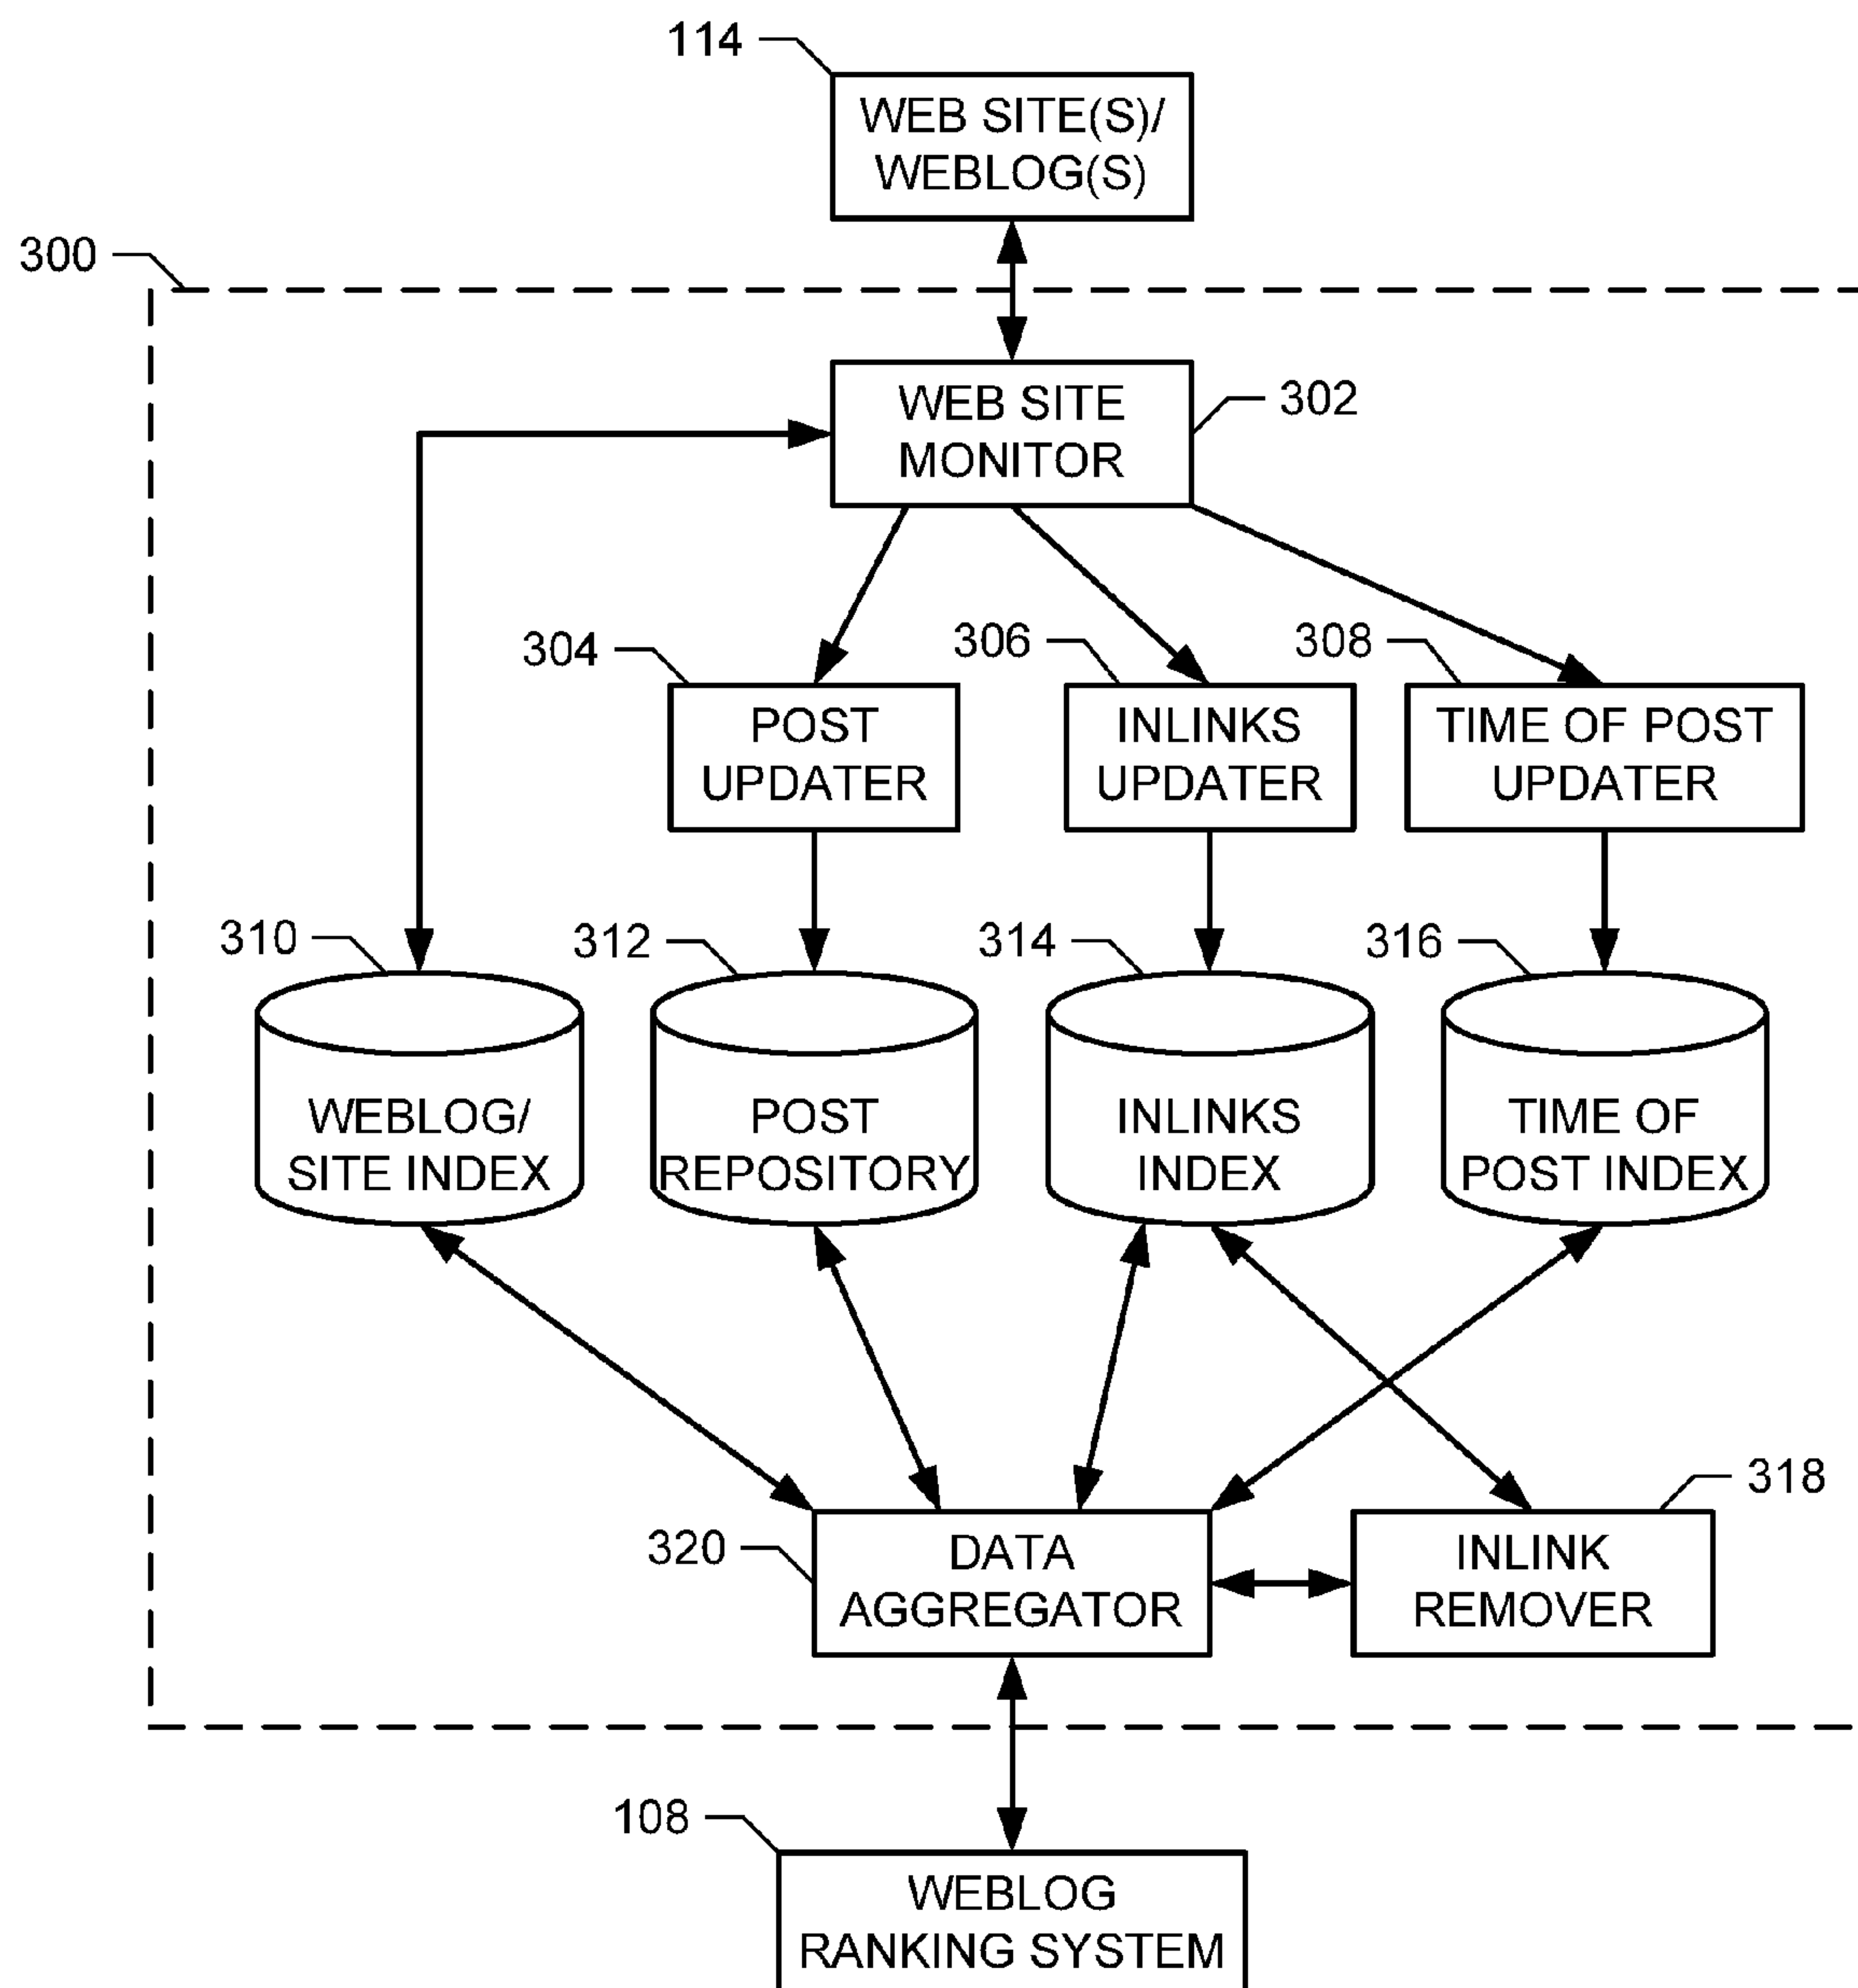 114
WEB SITE(S)/
WEBLOG(S)
300
WEB SITE
MONITOR
302
304
306
308
POST
UPDATER
INLINKS
UPDATER
TIME OF POST
UPDATER
310
312
314
316
WEBLOG/
SITE INDEX
POST
REPOSITORY
INLINKS
INDEX
TIME OF
POST INDEX
318
320
DATA
AGGREGATOR
INLINK
REMOVER
108
WEBLOG
RANKING SYSTEM